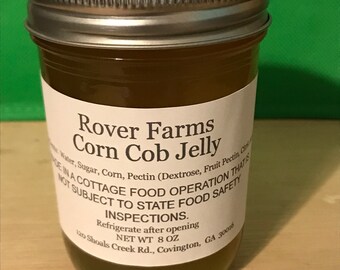 Rover Farms
Corn Cob Jelly
Water, Sugar, Corn, Pectin (Dextrose, Fruit Pectin,
IN A COTTAGE FOOD OPERATION THAT IS
NOT SUBJECT TO STATE FOOD SAFETY
INSPECTIONS.
Refrigerate after opening
NET WT 8 OZ
Shoals Creek Rd., Covington, GA